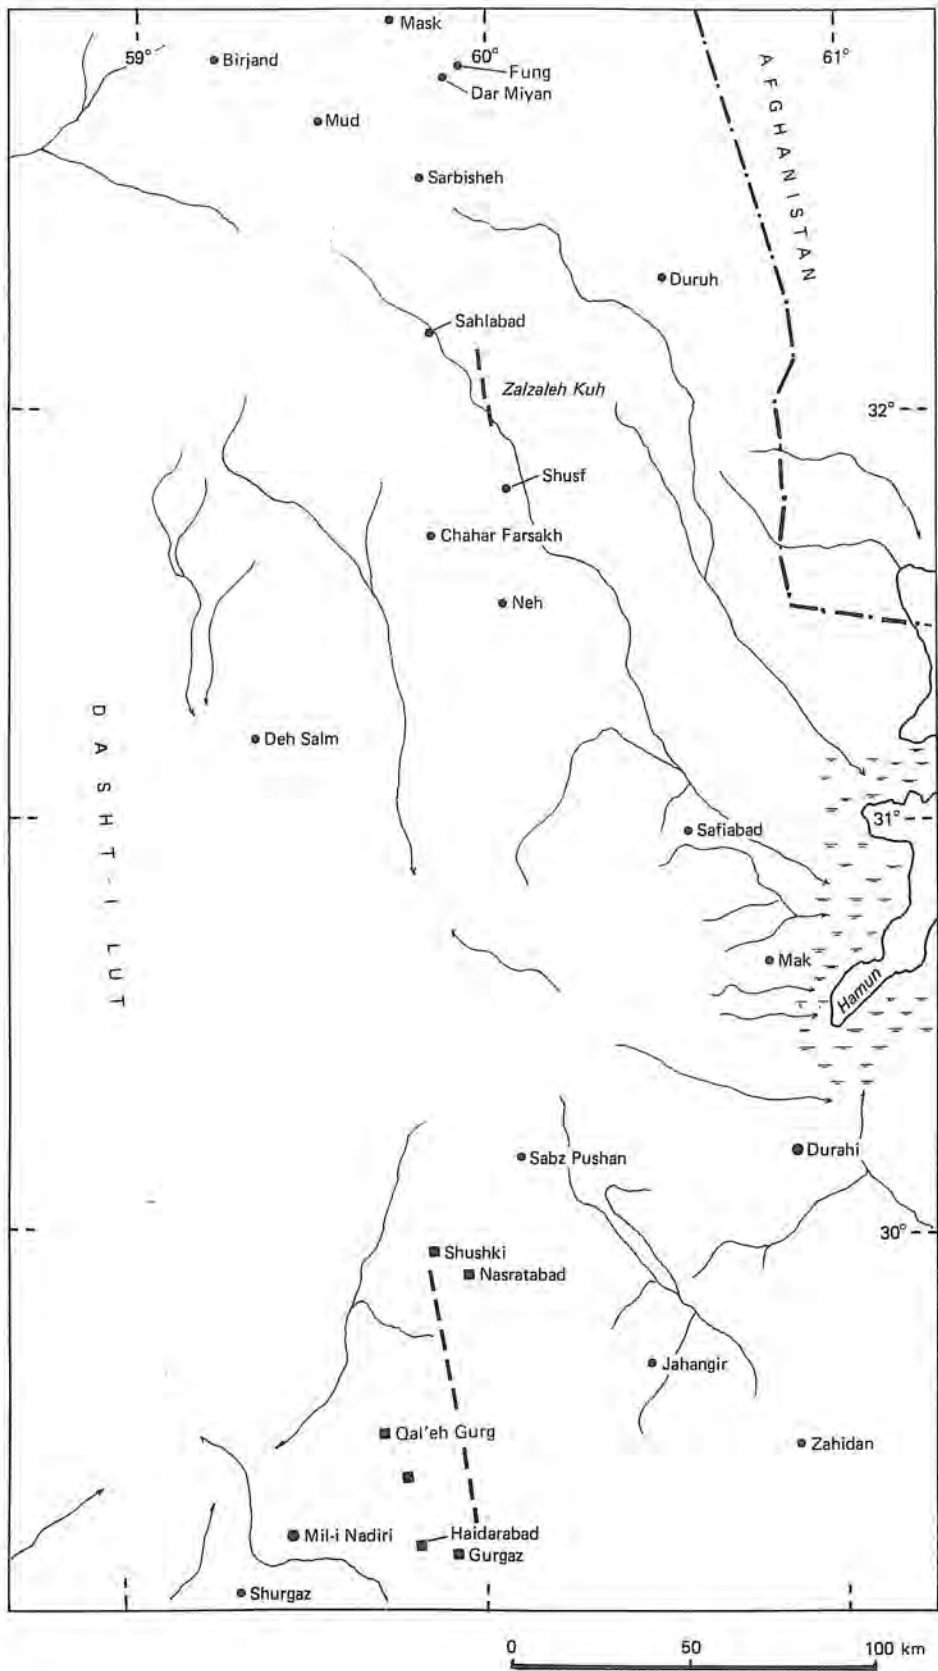 Mask
59°
60°
61°
Birjand
Fung
Dar Miyan
AFGHANISTAN
Mud
Sarbisheh
Duruh
Sahlabad
Zalzaleh Kuh
32°
Shusf
Chahar Farsakh
Neh
DASHT-I LUT
Deh Salm
31°
Safiabad
Mak
Hamun
Durahi
Sabz Pushan
30°
Shushki
Nasratabad
Jahangir
Qal'eh Gurg
Zahidan
Mil-i Nadiri
Haidarabad
Gurgaz
Shurgaz
0 50 100 km